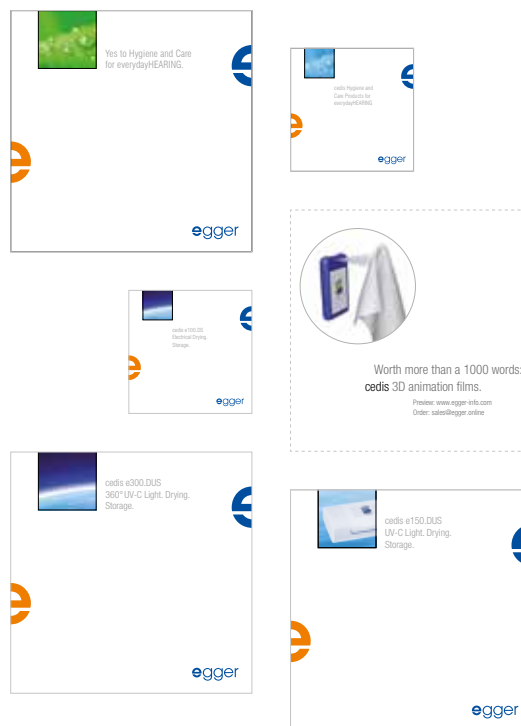 Yes to Hygiene and Care
for everydayHEARING.
egger
cedis Hygiene and
Care Products for
everydayHEARING
egger
cedis e100.DS
Electrical Drying.
Storage.
egger
Worth more than a 1000 words:
cedis 3D animation films.
Preview: www.egger-info.com
Order: sales@egger.online
cedis e300.DUS
360° UV-C Light. Drying.
Storage.
egger
cedis e150.DUS
UV-C Light. Drying.
Storage.
egger